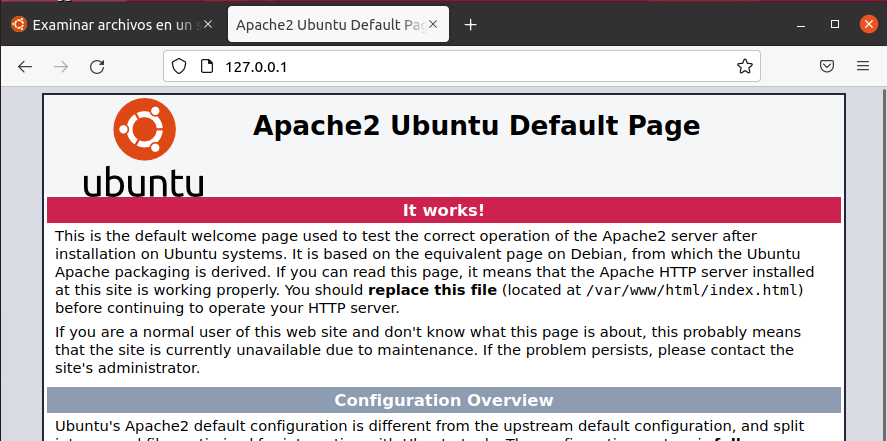 Examinar archivos en un s
Apache2 Ubuntu Default Pag
127.0.0.1
ubuntu
Apache2 Ubuntu Default Page
It works!
This is the default welcome page used to test the correct operation of the Apache2 server after
installation on Ubuntu systems. It is based on the equivalent page on Debian, from which the Ubuntu
Apache packaging is derived. If you can read this page, it means that the Apache HTTP server installed
at this site is working properly. You should replace this file (located at /var/www/html/index.html)
before continuing to operate your HTTP server.
If you are a normal user of this web site and don't know what this page is about, this probably means
that the site is currently unavailable due to maintenance. If the problem persists, please contact the
site's administrator.
Configuration Overview
Ubuntu's Apache2 default configuration is different from the upstream default configuration, and split